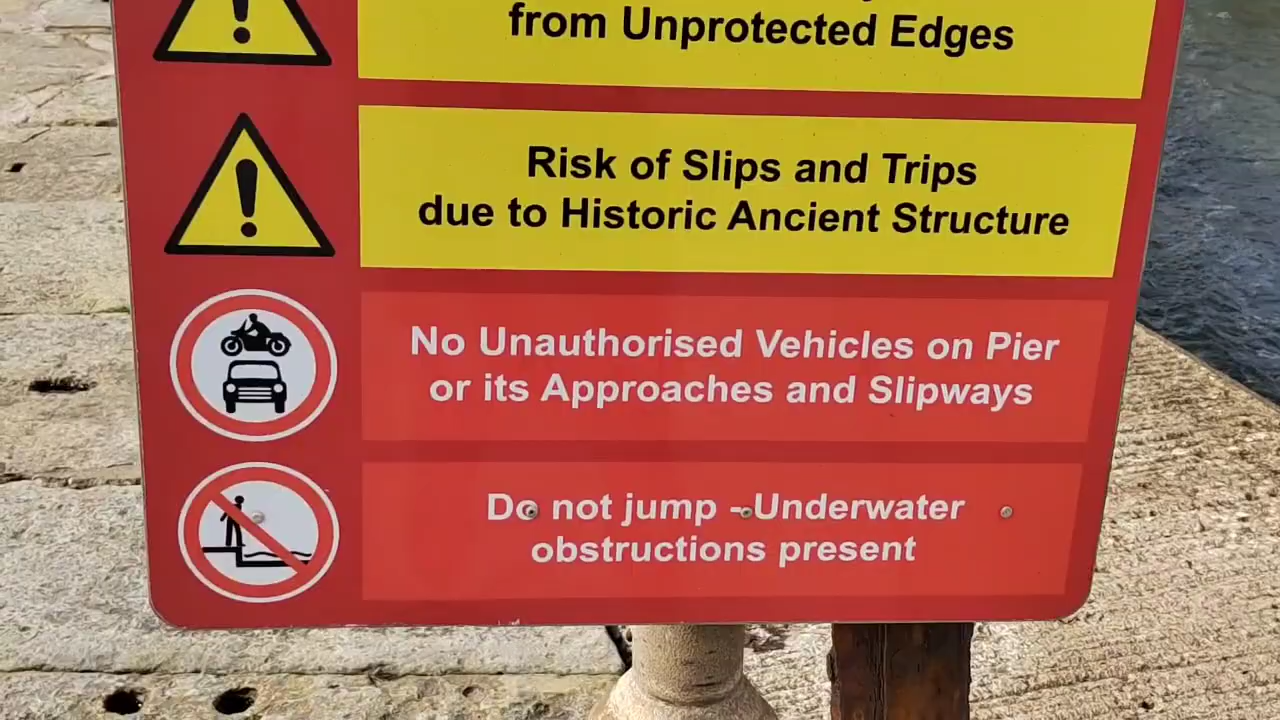 from Unprotected Edges
Risk of Slips and Trips
due to Historic Ancient Structure
No Unauthorised Vehicles on Pier
or its Approaches and Slipways
Do not jump - Underwater
obstructions present